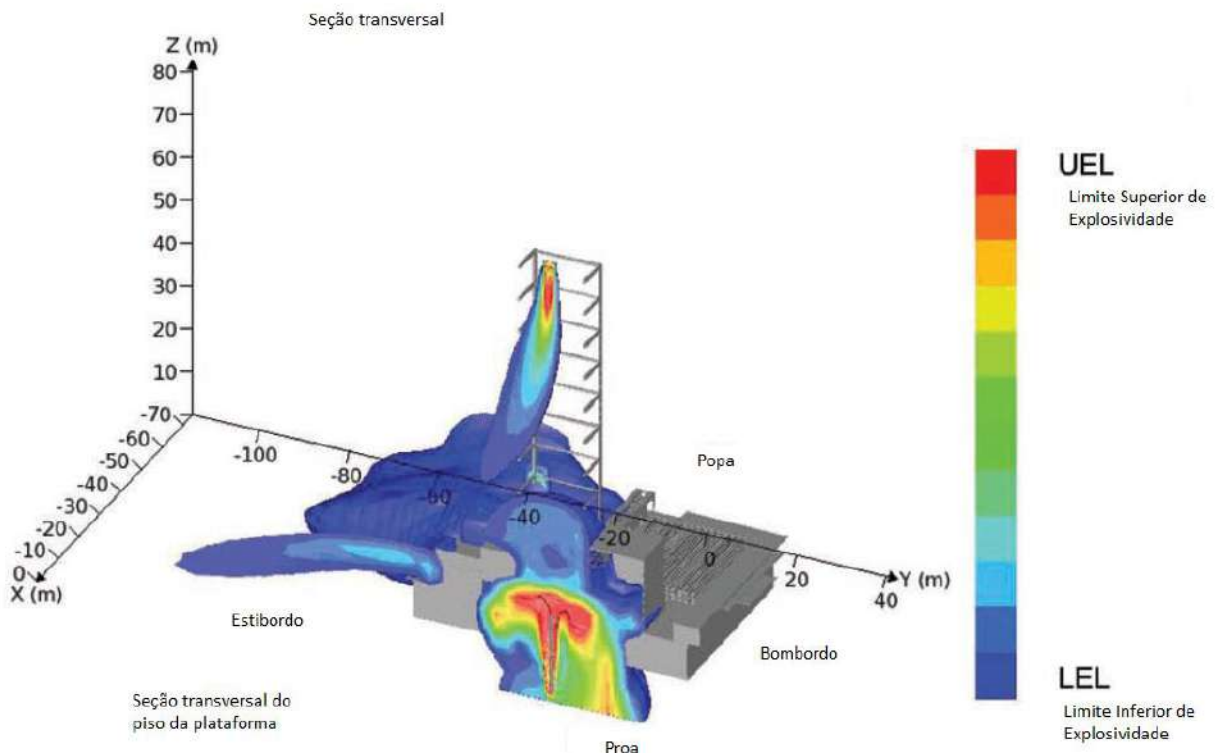 Seção transversal
Z (m)
80
70
60
50
40
30
20
10
-70
-60
-50
-40
-30
-20
-10
0
X (m)
-100
-80
-60
-40
-20
0
20
40
Y (m)
Popa
Estibordo
Bombordo
Seção transversal do
piso da plataforma
Proa
UEL
Limite Superior de
Explosividade
LEL
Limite Inferior de
Explosividade